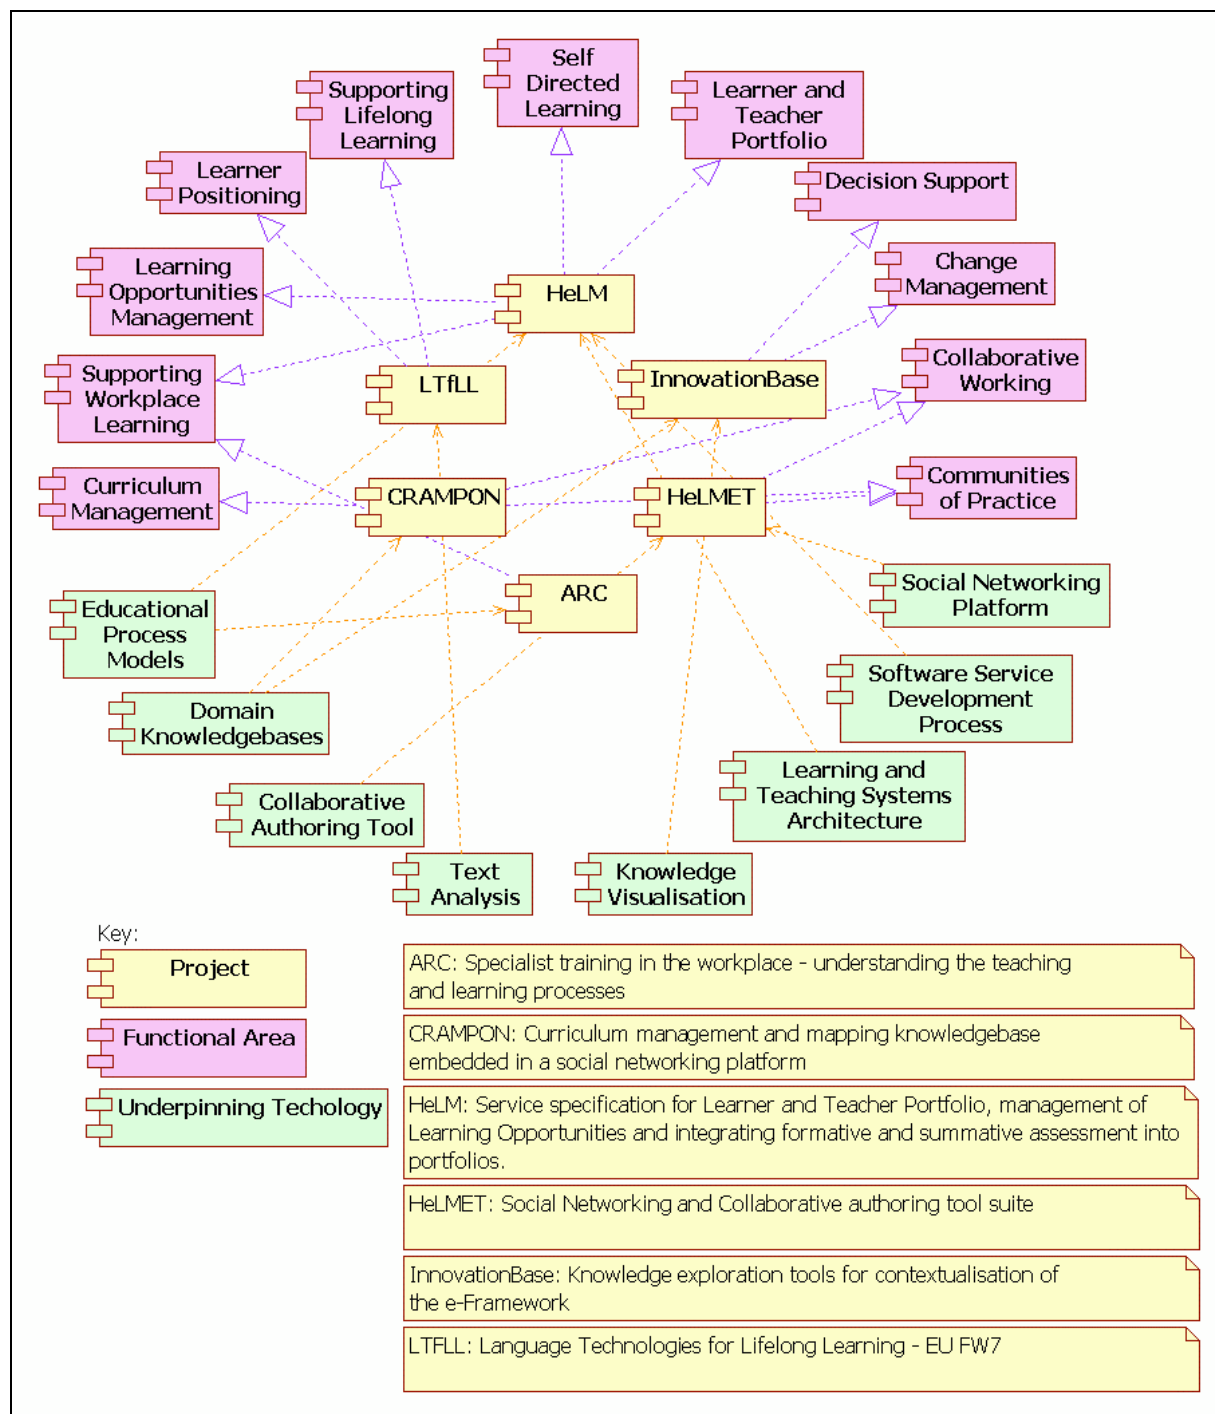 Self
Directed
Learning
Supporting
Lifelong
Learning
Learner and
Teacher
Portfolio
Learner
Positioning
Decision Support
Learning
Opportunities
Management
Change
Management
HeLM
Supporting
Workplace
Learning
LTfLL
InnovationBase
Collaborative
Working
Curriculum
Management
CRAMPON
HeLMET
Communities
of Practice
ARC
Social Networking
Platform
Educational
Process
Models
Software Service
Development
Process
Domain
Knowledgebases
Learning and
Teaching Systems
Architecture
Collaborative
Authoring Tool
Text
Analysis
Knowledge
Visualisation
Key:
Project
Functional Area
Underpinning Techology
ARC: Specialist training in the workplace - understanding the teaching
and learning processes
CRAMPON: Curriculum management and mapping knowledgebase
embedded in a social networking platform
HeLM: Service specification for Learner and Teacher Portfolio, management of
Learning Opportunities and integrating formative and summative assessment into
portfolios.
HeLMET: Social Networking and Collaborative authoring tool suite
InnovationBase: Knowledge exploration tools for contextualisation of
the e-Framework
LTFLL: Language Technologies for Lifelong Learning - EU FW7